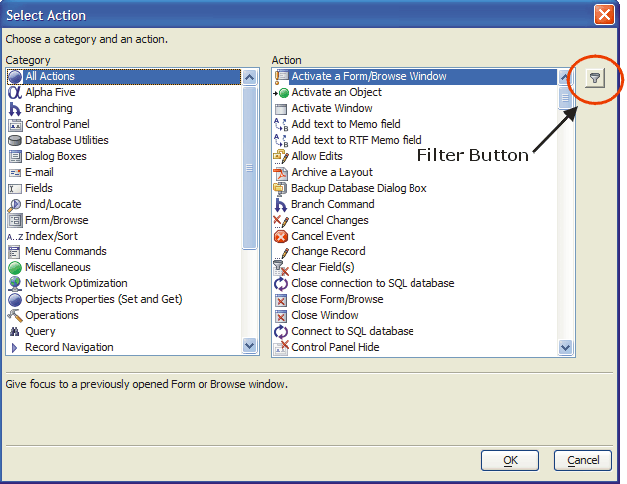 Select Action
Choose a category and an action.
Category
All Actions
Alpha Five
Branching
Control Panel
Database Utilities
Dialog Boxes
E-mail
Fields
Find/Locate
Form/Browse
A..Z Index/Sort
Menu Commands
Miscellaneous
Network Optimization
Objects Properties (Set and Get)
Operations
Query
Record Navigation
Action
Activate a Form/Browse Window
Activate an Object
Activate Window
Add text to Memo field
Add text to RTF Memo field
Allow Edits
Archive a Layout
Backup Database Dialog Box
Branch Command
Cancel Changes
Cancel Event
Change Record
Clear Field(s)
Close connection to SQL database
Close Form/Browse
Close Window
Connect to SQL database
Control Panel Hide
Filter Button
Give focus to a previously opened Form or Browse window.
OK
Cancel